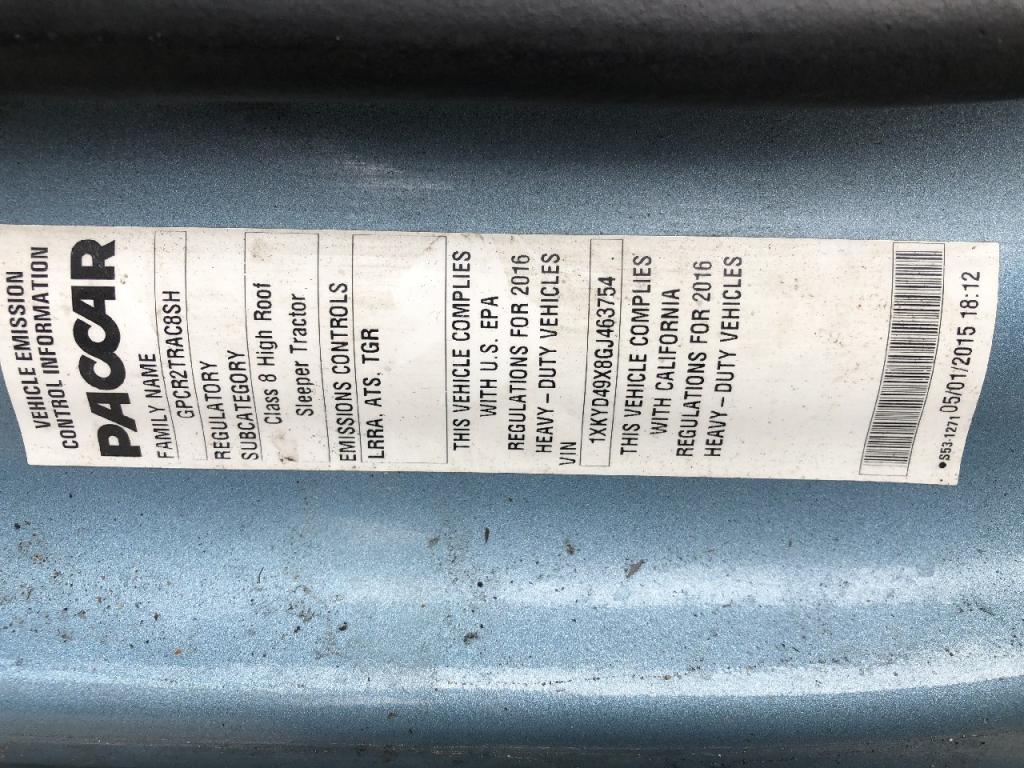 VEHICLE EMISSION
CONTROL INFORMATION
PACCAR
FAMILY NAME
GPCR2TRAC8SH
REGULATORY
SUBCATEGORY
Class 8 High Roof
Sleeper Tractor
EMISSIONS CONTROLS
LRRA, ATS, TGR
THIS VEHICLE COMPLIES
WITH U.S. EPA
REGULATIONS FOR 2016
HEAVY – DUTY VEHICLES
VIN
1XKYD49X8GJ463754
THIS VEHICLE COMPLIES
WITH CALIFORNIA
REGULATIONS FOR 2016
HEAVY – DUTY VEHICLES
•S53-1271 05/01/2015 18:12